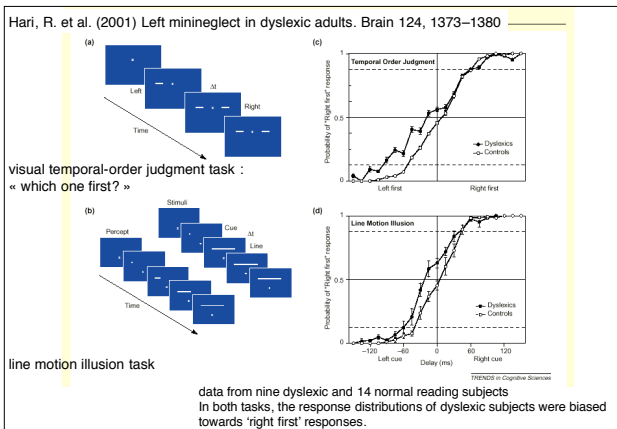 Hari, R. et al. (2001) Left minineglect in dyslexic adults. Brain 124, 1373–1380
(a)
Left
Δt
Right
Time
visual temporal-order judgment task :
« which one first? »
(b)
Stimuli
Percept
Cue
Δt
Line
Time
line motion illusion task
(c)
Temporal Order Judgment
Probability of "Right first" response
1
0.5
0
Dyslexics
Controls
Left first
Right first
(d)
Line Motion Illusion
Probability of "Right first" response
1
0.5
0
Dyslexics
Controls
−120
−60
0
60
120
Left cue
Delay (ms)
Right cue
TRENDS in Cognitive Sciences
data from nine dyslexic and 14 normal reading subjects
In both tasks, the response distributions of dyslexic subjects were biased
towards ‘right first’ responses.